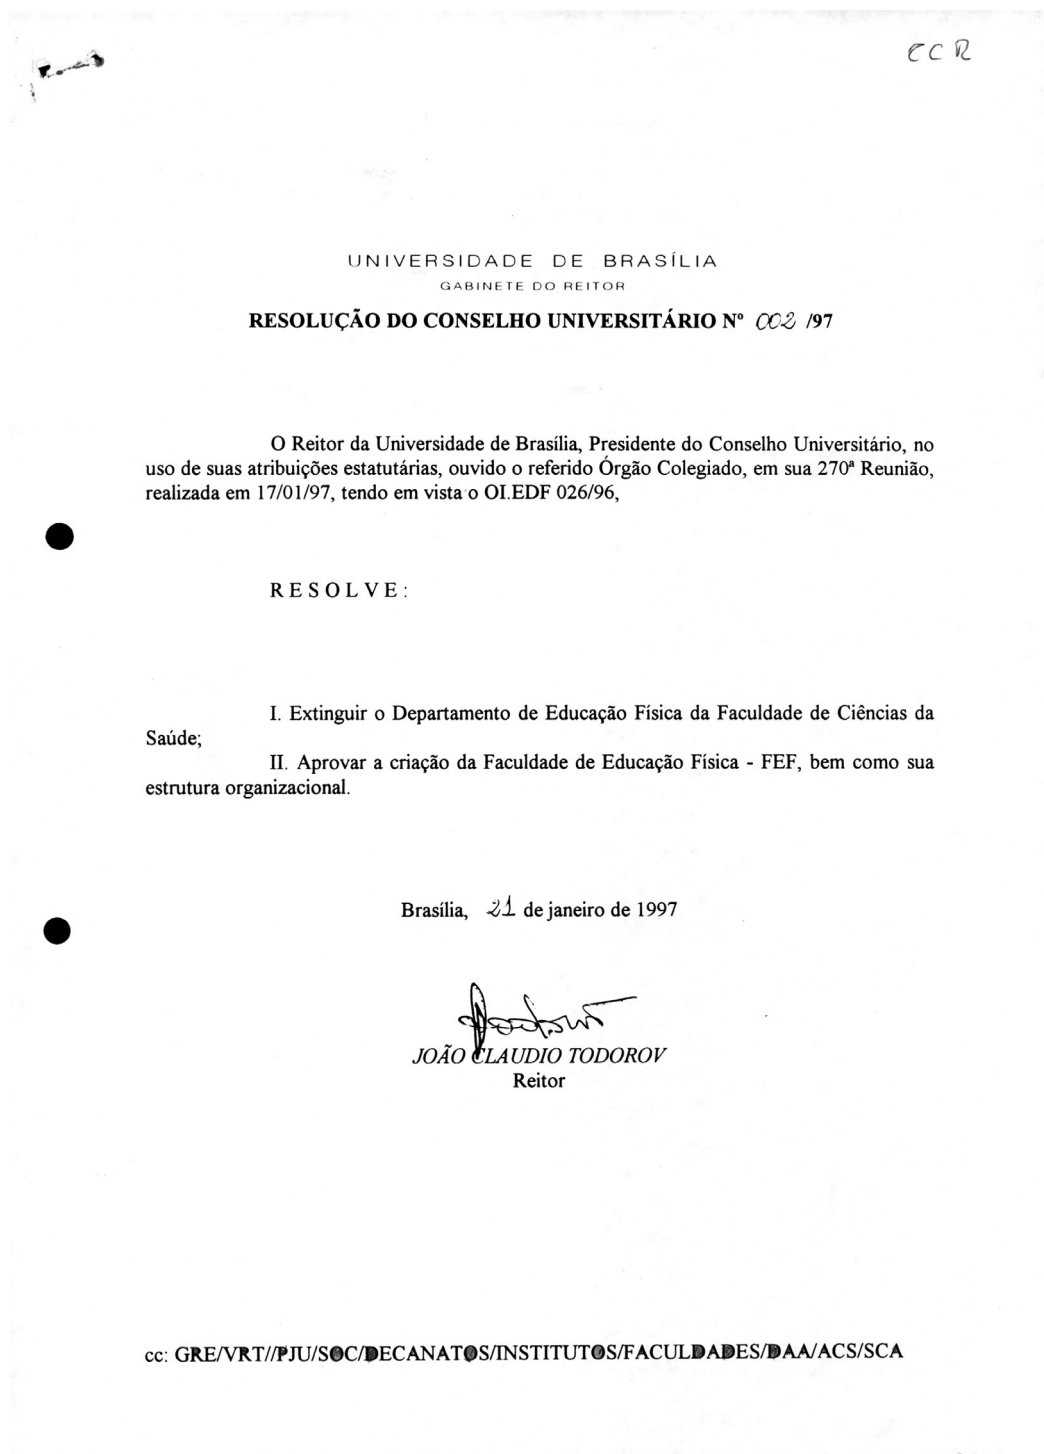 CCR
UNIVERSIDADE DE BRASÍLIA
GABINETE DO REITOR
RESOLUÇÃO DO CONSELHO UNIVERSITÁRIO Nº 002 /97
O Reitor da Universidade de Brasília, Presidente do Conselho Universitário, no
uso de suas atribuições estatutárias, ouvido o referido Órgão Colegiado, em sua 270ª Reunião,
realizada em 17/01/97, tendo em vista o OI.EDF 026/96,
R E S O L V E :
I. Extinguir o Departamento de Educação Física da Faculdade de Ciências da
Saúde;
II. Aprovar a criação da Faculdade de Educação Física - FEF, bem como sua
estrutura organizacional.
Brasília, 21 de janeiro de 1997
JOÃO CLAUDIO TODOROV
Reitor
cc: GRE/VRT//PJU/SOC/DECANATOS/INSTITUTOS/FACULDADES/DAA/ACS/SCA